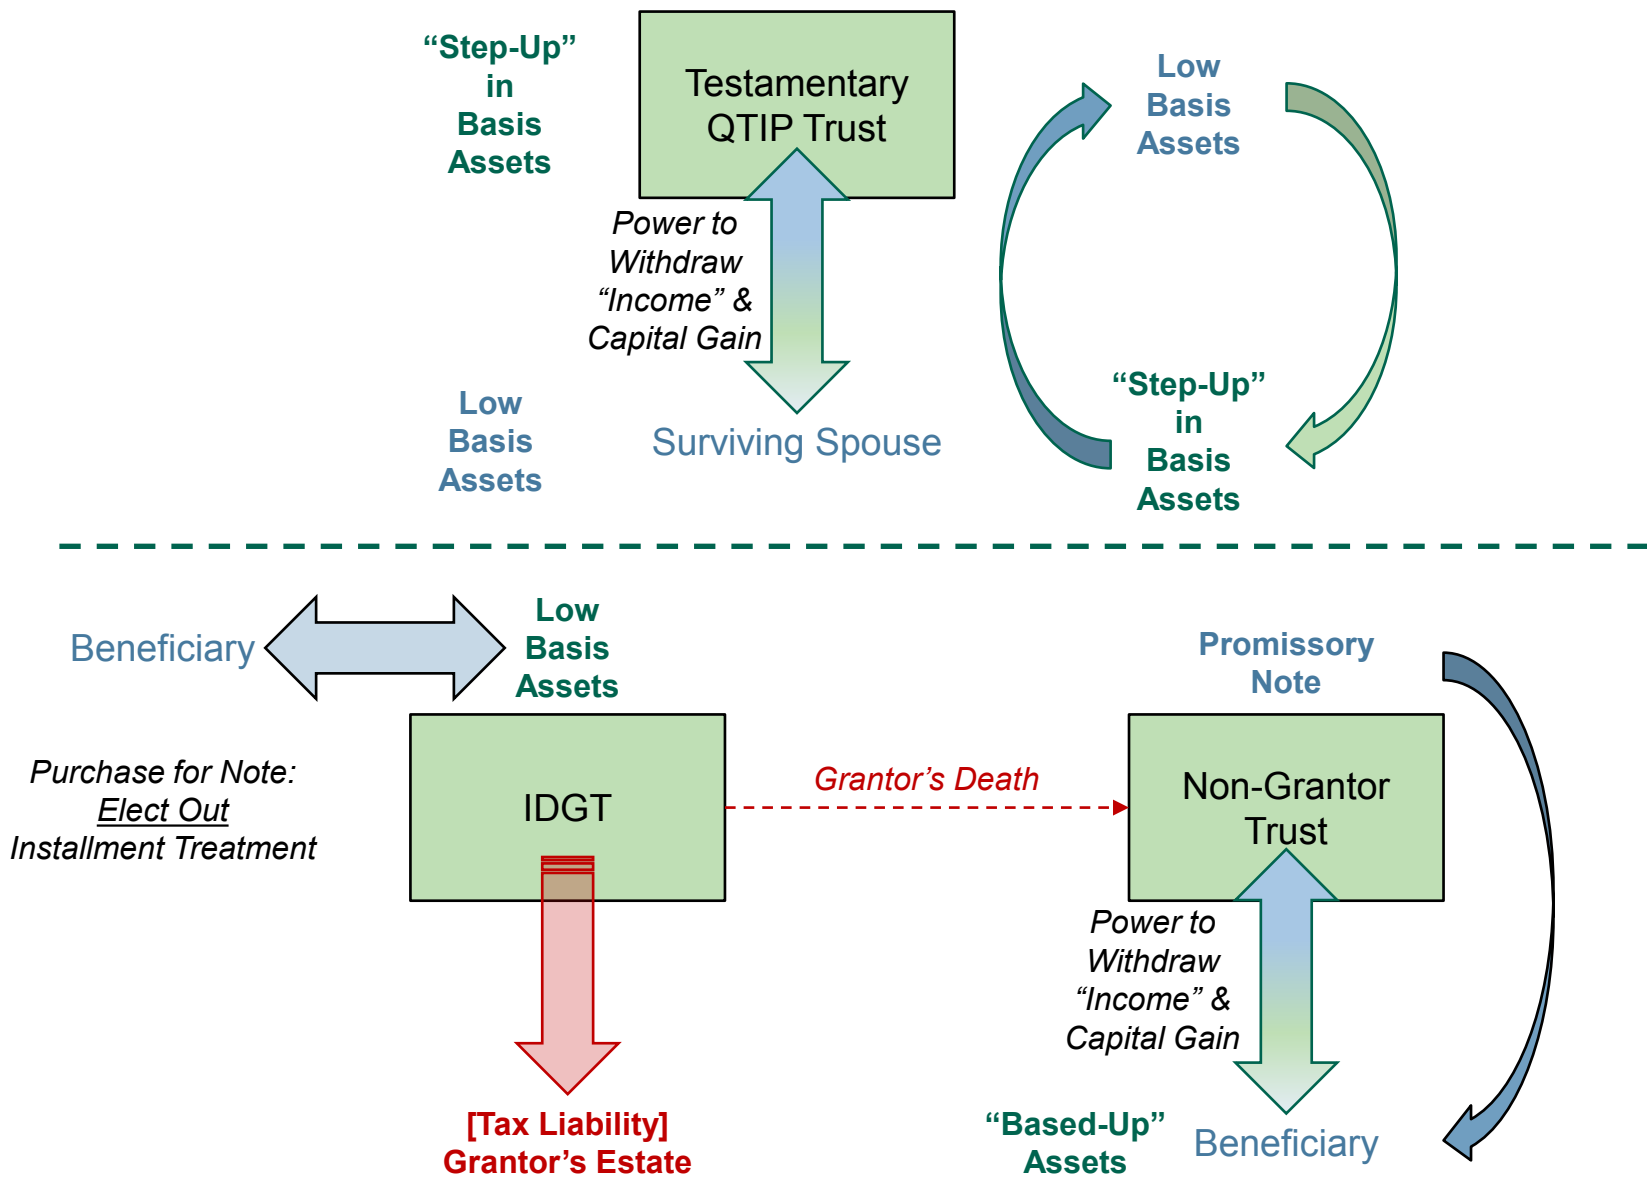 “Step-Up”
in
Basis
Assets
Testamentary
QTIP Trust
Low
Basis
Assets
Power to
Withdraw
“Income” &
Capital Gain
Low
Basis
Assets
Surviving Spouse
“Step-Up”
in
Basis
Assets
Beneficiary
Low
Basis
Assets
Promissory
Note
Purchase for Note:
Elect Out
Installment Treatment
IDGT
Grantor’s Death
Non-Grantor
Trust
Power to
Withdraw
“Income” &
Capital Gain
[Tax Liability]
Grantor’s Estate
“Based-Up”
Assets
Beneficiary